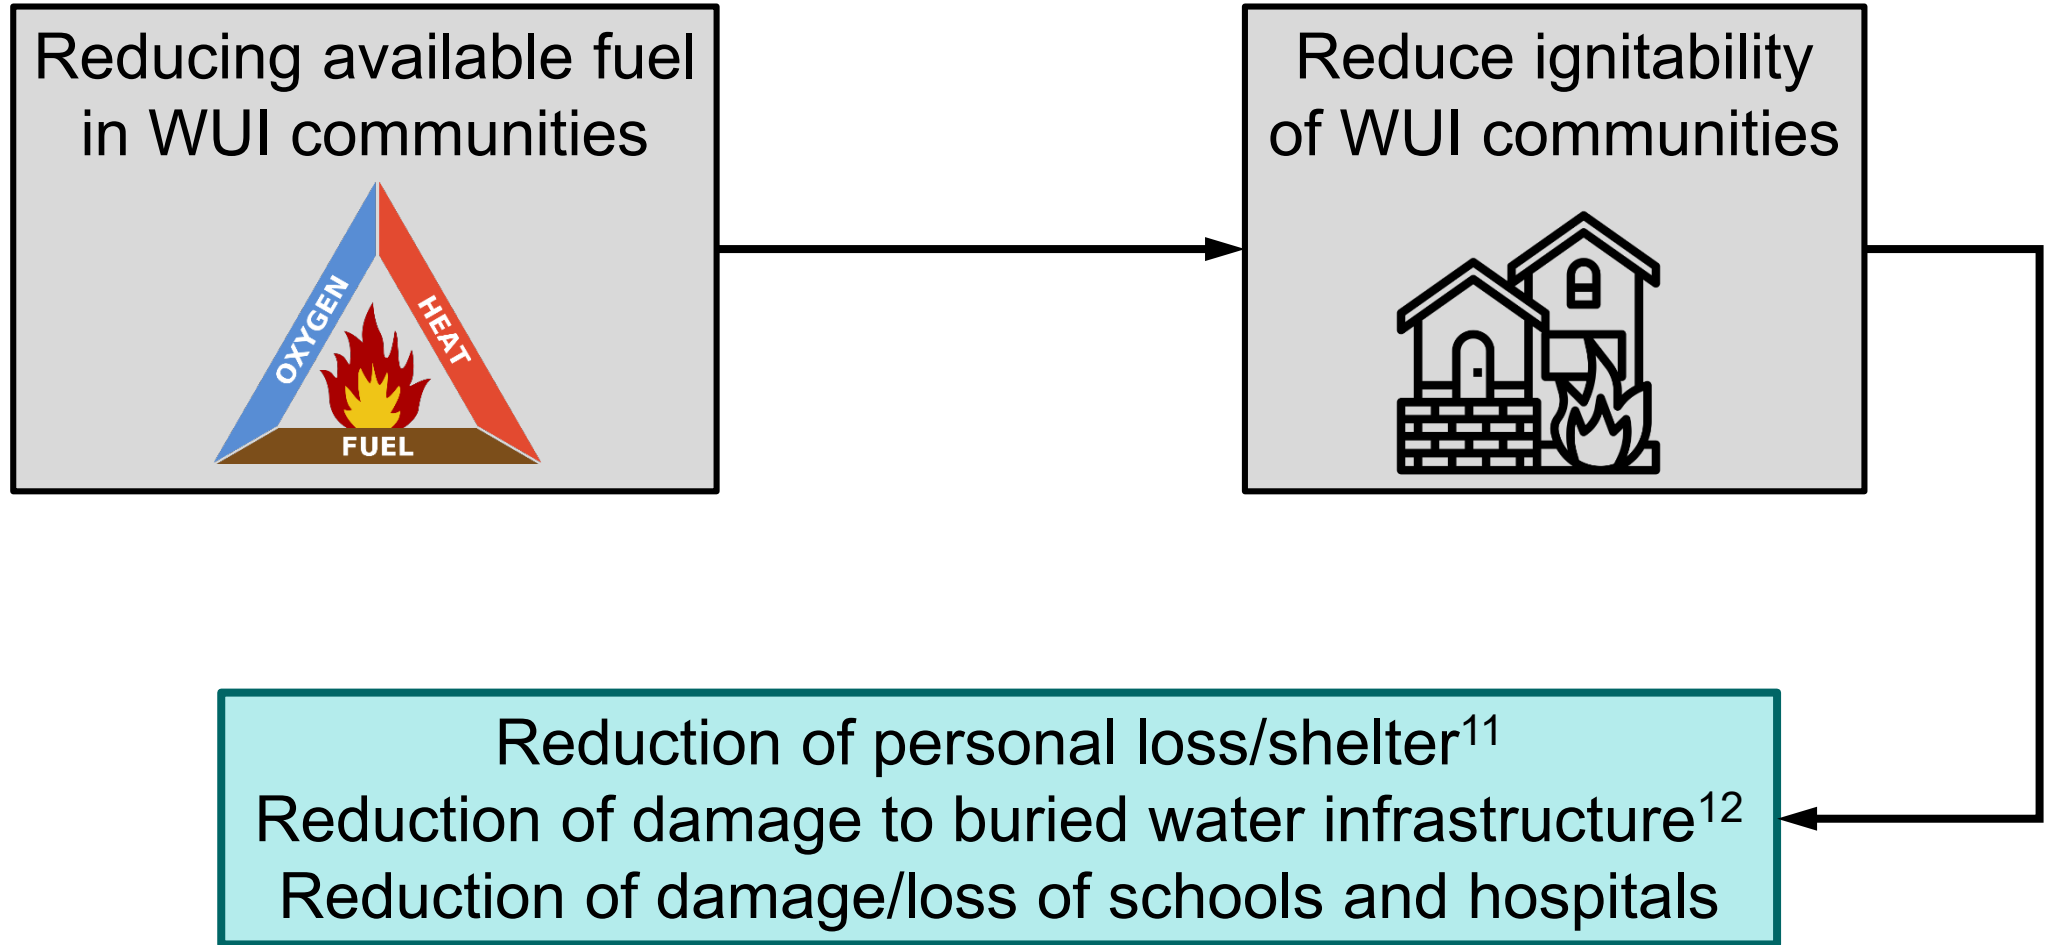 Reducing available fuel
in WUI communities
OXYGEN
HEAT
FUEL
Reduce ignitability
of WUI communities
Reduction of personal loss/shelter¹¹
Reduction of damage to buried water infrastructure¹²
Reduction of damage/loss of schools and hospitals